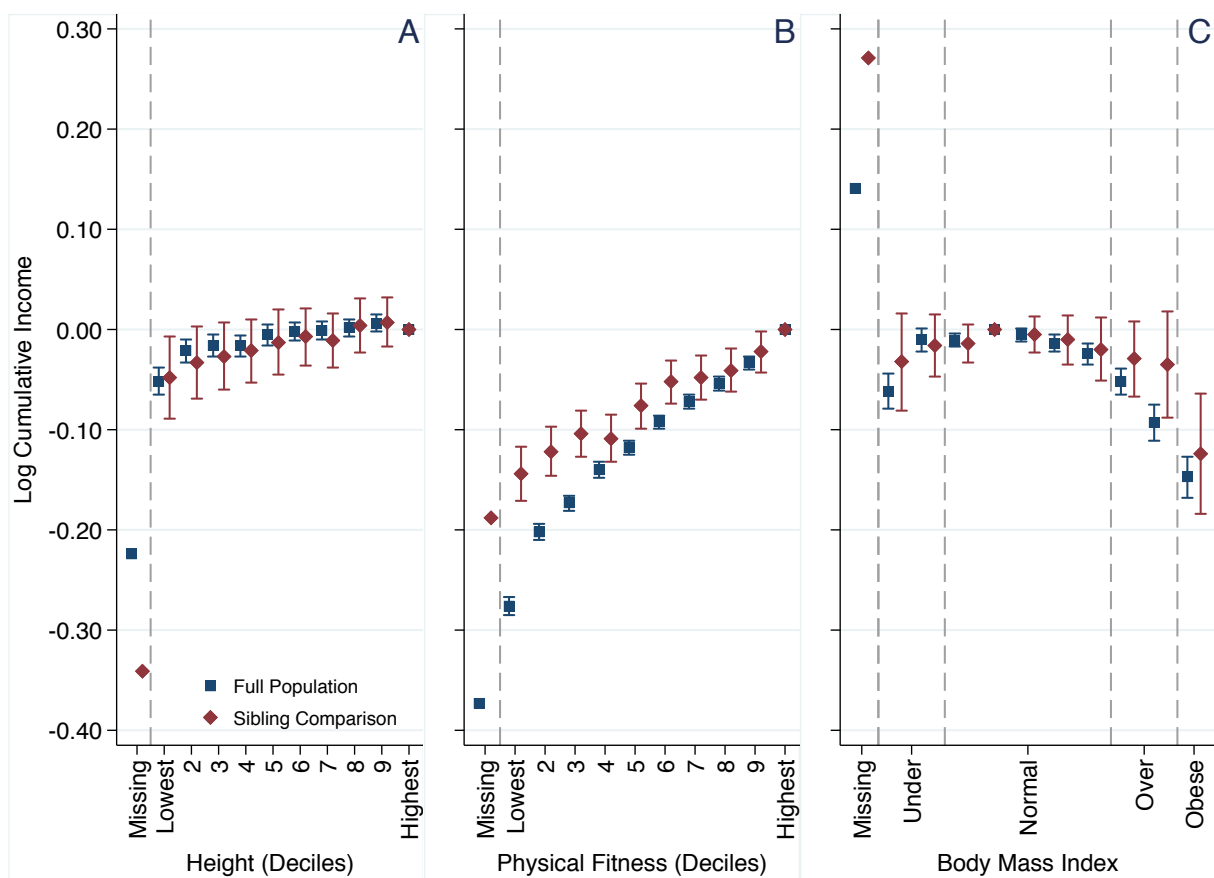 A
B
C
0.30
0.20
0.10
0.00
-0.10
-0.20
-0.30
-0.40
Log Cumulative Income
Full Population
Sibling Comparison
Missing
Lowest
2
3
4
5
6
7
8
9
Highest
Height (Deciles)
Missing
Lowest
2
3
4
5
6
7
8
9
Highest
Physical Fitness (Deciles)
Missing
Under
Normal
Over
Obese
Body Mass Index